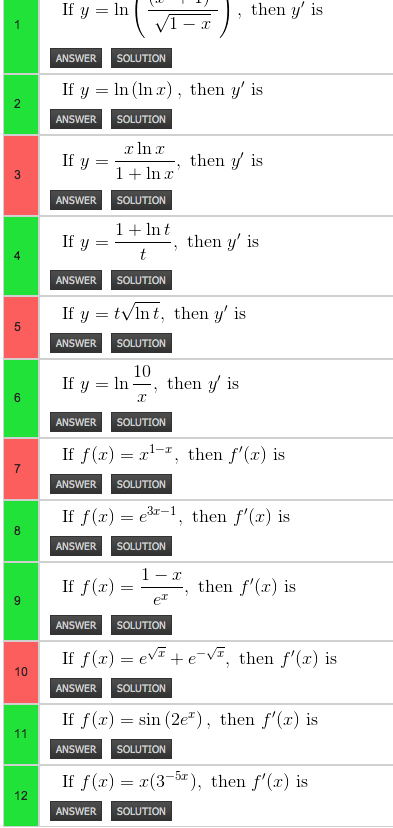 1 If y = ln( / √(1 − x) ), then y′ is
ANSWER SOLUTION
2 If y = ln (ln x) , then y′ is
ANSWER SOLUTION
3 If y = (x ln x)/(1 + ln x), then y′ is
ANSWER SOLUTION
4 If y = (1 + ln t)/t, then y′ is
ANSWER SOLUTION
5 If y = t√(ln t), then y′ is
ANSWER SOLUTION
6 If y = ln 10/x, then y′ is
ANSWER SOLUTION
7 If f(x) = x^(1−x), then f′(x) is
ANSWER SOLUTION
8 If f(x) = e^(3x−1), then f′(x) is
ANSWER SOLUTION
9 If f(x) = (1 − x)/e^x, then f′(x) is
ANSWER SOLUTION
10 If f(x) = e^(√x) + e^(−√x), then f′(x) is
ANSWER SOLUTION
11 If f(x) = sin (2e^x) , then f′(x) is
ANSWER SOLUTION
12 If f(x) = x(3^(−5x)), then f′(x) is
ANSWER SOLUTION